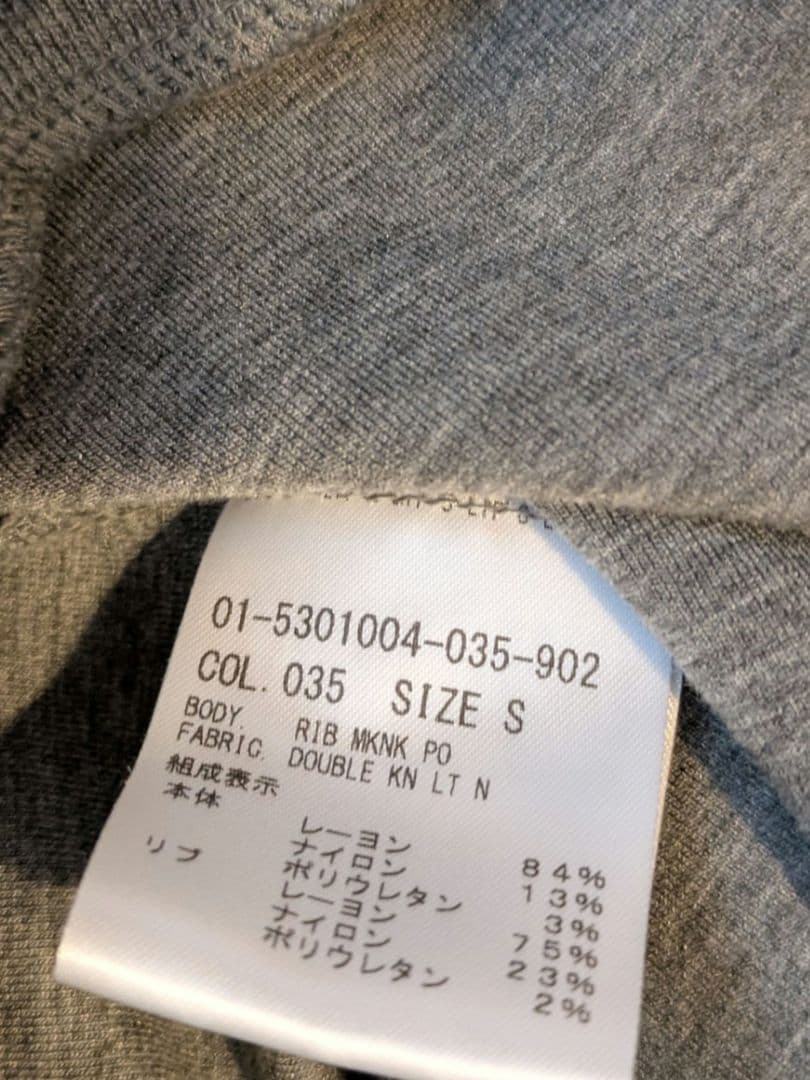 01-5301004-035-902
COL. 035 SIZE S
BODY. RIB MKNK PO
FABRIC. DOUBLE KN LT N
組成表示
本体
レーヨン 84%
ナイロン 13%
ポリウレタン 3%
リブ レーヨン 75%
ナイロン 23%
ポリウレタン 2%